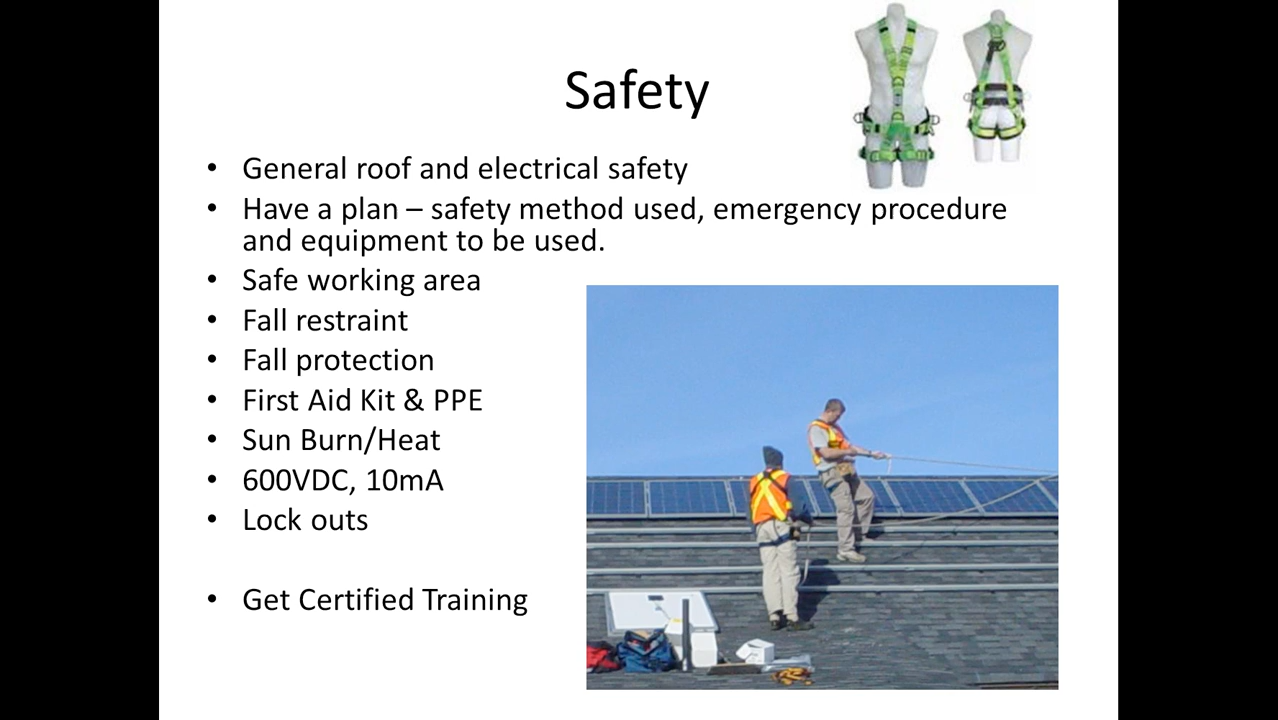 Safety
• General roof and electrical safety
• Have a plan – safety method used, emergency procedure
and equipment to be used.
• Safe working area
• Fall restraint
• Fall protection
• First Aid Kit & PPE
• Sun Burn/Heat
• 600VDC, 10mA
• Lock outs
• Get Certified Training